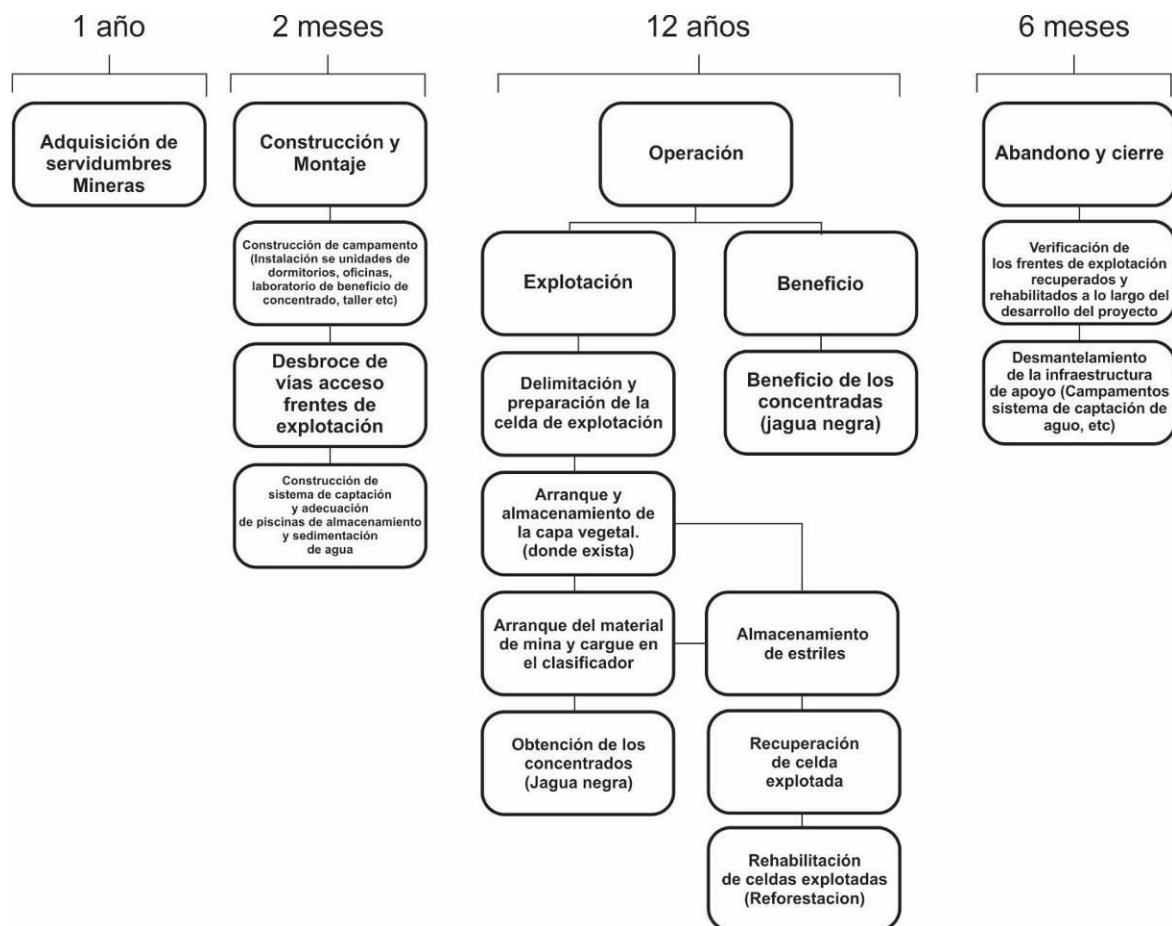 1 año
2 meses
12 años
6 meses
Adquisición de
servidumbres
Mineras
Construcción y
Montaje
Construcción de campamento
(Instalación se unidades de
dormitorios, oficinas,
laboratorio de beneficio de
concentrado, taller etc)
Desbroce de
vías acceso
frentes de
explotación
Construcción de
sistema de captación
y adecuación
de piscinas de almacenamiento
y sedimentación
de agua
Operación
Explotación
Delimitación y
preparación de la
celda de explotación
Arranque y
almacenamiento de
la capa vegetal.
(donde exista)
Arranque del material
de mina y cargue en
el clasificador
Obtención de los
concentrados
(Jagua negra)
Beneficio
Beneficio de los
concentradas
(jagua negra)
Almacenamiento
de estriles
Recuperación
de celda
explotada
Rehabilitación
de celdas explotadas
(Reforestacion)
Abandono y cierre
Verificación de
los frentes de explotación
recuperados y
rehabilitados a lo largo del
desarrollo del proyecto
Desmantelamiento
de la infraestructura
de apoyo (Campamentos
sistema de captación de
aguo, etc)